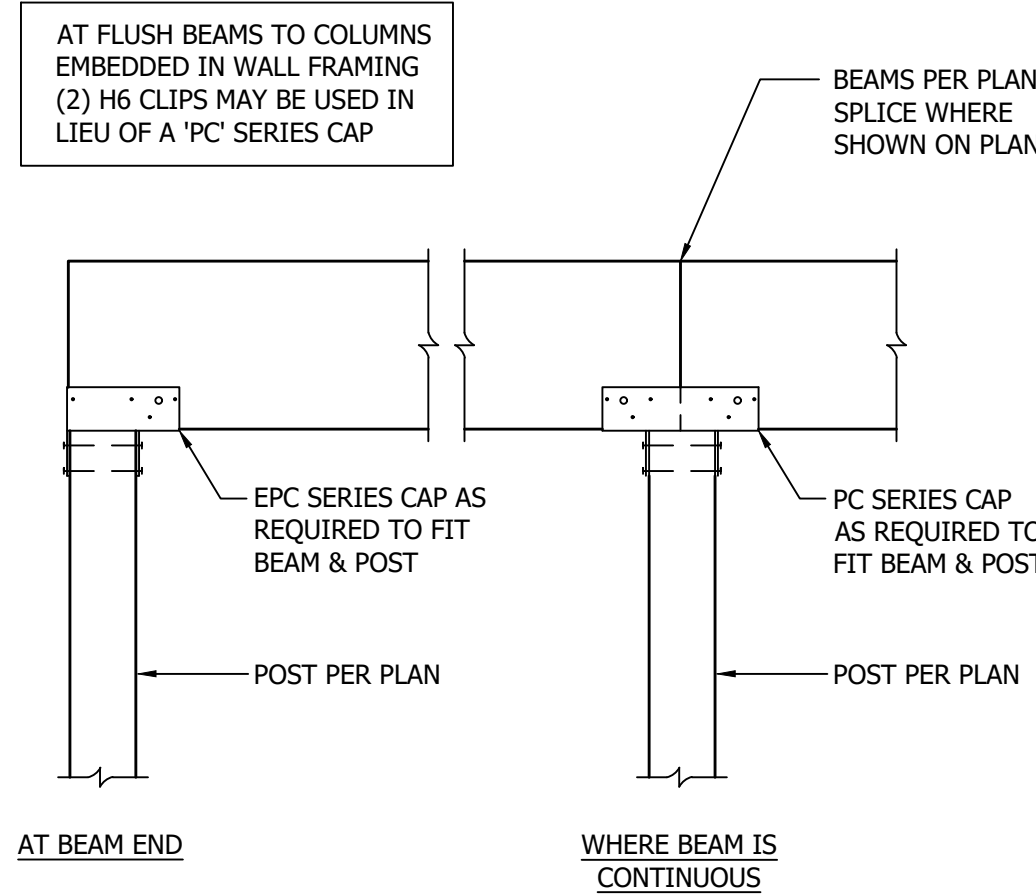 AT FLUSH BEAMS TO COLUMNS
EMBEDDED IN WALL FRAMING
(2) H6 CLIPS MAY BE USED IN
LIEU OF A 'PC' SERIES CAP
BEAMS PER PLAN
SPLICE WHERE
SHOWN ON PLAN
EPC SERIES CAP AS
REQUIRED TO FIT
BEAM & POST
PC SERIES CAP
AS REQUIRED TO
FIT BEAM & POST
POST PER PLAN
POST PER PLAN
AT BEAM END
WHERE BEAM IS
CONTINUOUS